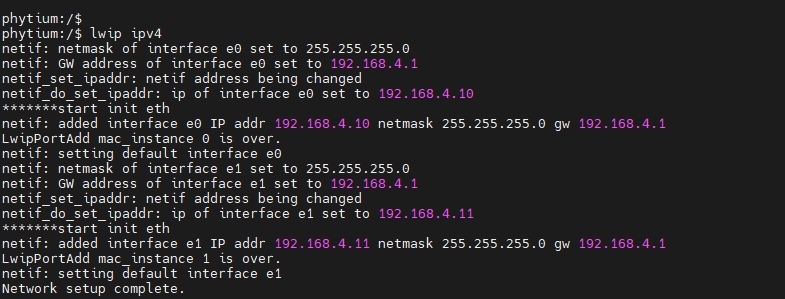 phytium:/$
phytium:/$ lwip ipv4
netif: netmask of interface e0 set to 255.255.255.0
netif: GW address of interface e0 set to 192.168.4.1
netif_set_ipaddr: netif address being changed
netif_do_set_ipaddr: ip of interface e0 set to 192.168.4.10
*******start init eth
netif: added interface e0 IP addr 192.168.4.10 netmask 255.255.255.0 gw 192.168.4.1
LwipPortAdd mac_instance 0 is over.
netif: setting default interface e0
netif: netmask of interface e1 set to 255.255.255.0
netif: GW address of interface e1 set to 192.168.4.1
netif_set_ipaddr: netif address being changed
netif_do_set_ipaddr: ip of interface e1 set to 192.168.4.11
*******start init eth
netif: added interface e1 IP addr 192.168.4.11 netmask 255.255.255.0 gw 192.168.4.1
LwipPortAdd mac_instance 1 is over.
netif: setting default interface e1
Network setup complete.